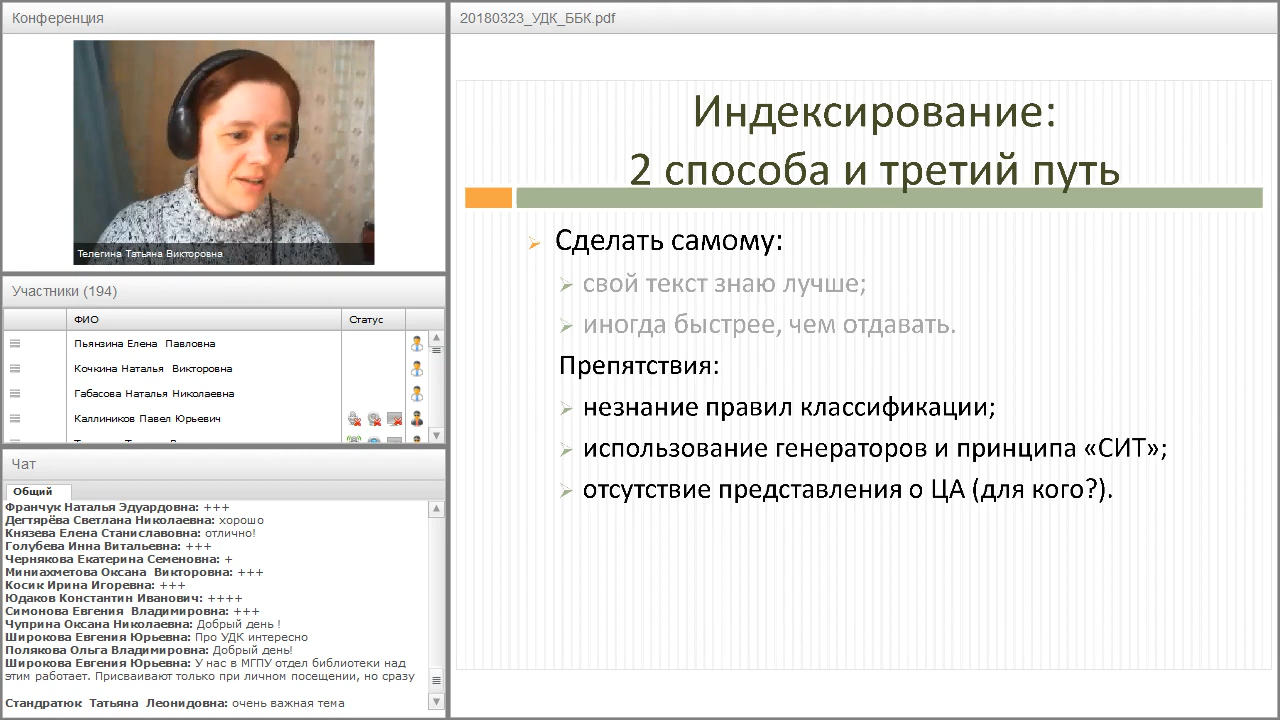 Конференция
Телегина Татьяна Викторовна
Участники (194)
ФИО Статус
Пьянзина Елена Павловна
Кочкина Наталья Викторовна
Габасова Наталья Николаевна
Каллиников Павел Юрьевич
Чат
Общий
Франчук Наталья Эдуардовна: +++
Дегтярёва Светлана Николаевна: хорошо
Князева Елена Станиславовна: отлично!
Голубева Инна Витальевна: +++
Чернякова Екатерина Семеновна: +
Миниахметова Оксана Викторовна: +++
Косик Ирина Игоревна: +++
Юдаков Константин Иванович: ++++
Симонова Евгения Владимировна: +++
Чуприна Оксана Николаевна: Добрый день !
Широкова Евгения Юрьевна: Про УДК интересно
Полякова Ольга Владимировна: Добрый день!
Широкова Евгения Юрьевна: У нас в МГПУ отдел библиотеки над
этим работает. Присваивают только при личном посещении, но сразу
Стандратюк Татьяна Леонидовна: очень важная тема
20180323_УДК_ББК.pdf
Индексирование:
2 способа и третий путь
Сделать самому:
свой текст знаю лучше;
иногда быстрее, чем отдавать.
Препятствия:
незнание правил классификации;
использование генераторов и принципа «СИТ»;
отсутствие представления о ЦА (для кого?).